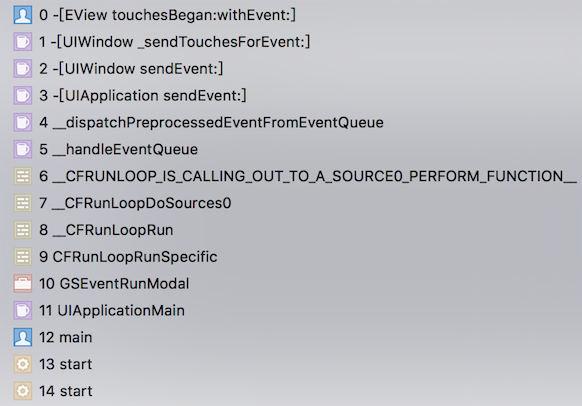 0 -[EView touchesBegan:withEvent:]
1 -[UIWindow _sendTouchesForEvent:]
2 -[UIWindow sendEvent:]
3 -[UIApplication sendEvent:]
4 __dispatchPreprocessedEventFromEventQueue
5 __handleEventQueue
6 __CFRUNLOOP_IS_CALLING_OUT_TO_A_SOURCE0_PERFORM_FUNCTION__
7 __CFRunLoopDoSources0
8 __CFRunLoopRun
9 CFRunLoopRunSpecific
10 GSEventRunModal
11 UIApplicationMain
12 main
13 start
14 start